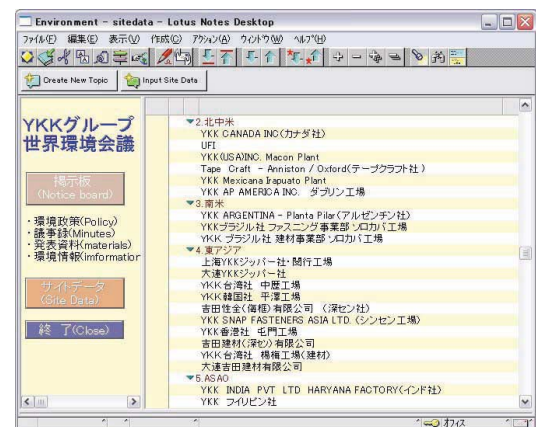 Environment - sitedata - Lotus Notes Desktop
ファイル(F) 編集(E) 表示(V) 作成(C) アクション(A) ウィンドウ(W) ヘルプ(H)
Create New Topic Input Site Data
YKKグループ
世界環境会議
掲示板
(Notice board)
・環境政策(Policy)
・議事録(Minutes)
・発表資料(materials)
・環境情報(imformation
サイトデータ
(Site Data)
終 了(Close)
▼2.北中米
YKK CANADA INC(カナダ社)
UFI
YKK(USA)INC. Macon Plant
Tape Craft - Anniston / Oxford(テープクラフト社)
YKK Mexicana Irapuato Plant
YKK AP AMERICA INC. ダブリン工場
▼3.南米
YKK ARGENTINA - Planta Pilar(アルゼンチン社)
YKKブラジル社 ファスニング事業部 ソロカバ工場
YKK ブラジル社 建材事業部 ソロカバ工場
▼4.東アジア
上海YKKジッパー社・閔行工場
大連YKKジッパー社
YKK台湾社 中歴工場
YKK韓国社 平澤工場
吉田拉全(傭框)有限公司 (深セン社)
YKK SNAP FASTENERS ASIA LTD. (シンセン工場)
YKK香港社 屯門工場
吉田建材(深セン)有限公司
YKK台湾社 楊梅工場(建材)
大連吉田建材有限公司
▼5.ASAO
YKK INDIA PVT LTD HARYANA FACTORY(インド社)
YKK フィリピン社
オフィス